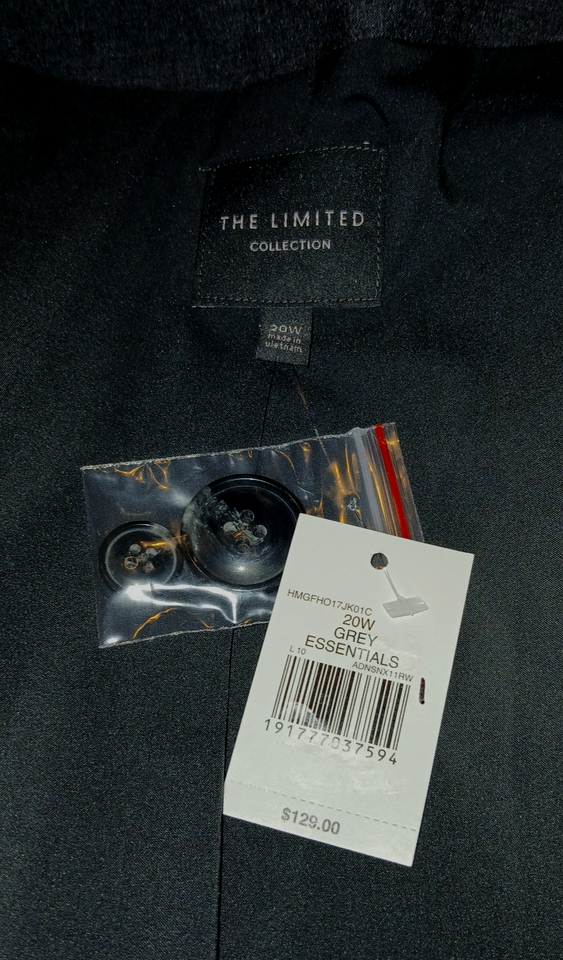 THE LIMITED
COLLECTION
20W
made in
vietnam
HMGFHO17JK01C
20W
GREY
ESSENTIALS
L 10 ADNSNX11RW
191777037594
$129.00